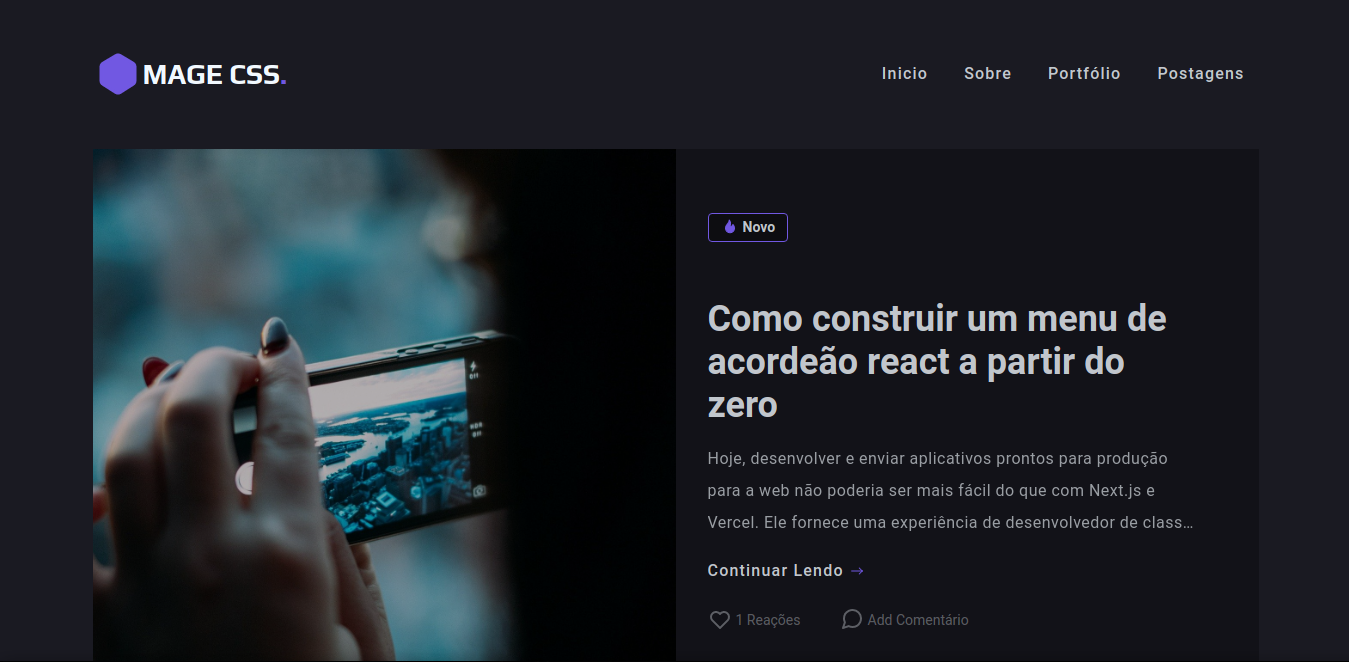 MAGE CSS.
Inicio Sobre Portfólio Postagens
Novo
Como construir um menu de
acordeão react a partir do
zero
Hoje, desenvolver e enviar aplicativos prontos para produção
para a web não poderia ser mais fácil do que com Next.js e
Vercel. Ele fornece uma experiência de desenvolvedor de class…
Continuar Lendo →
1 Reações Add Comentário